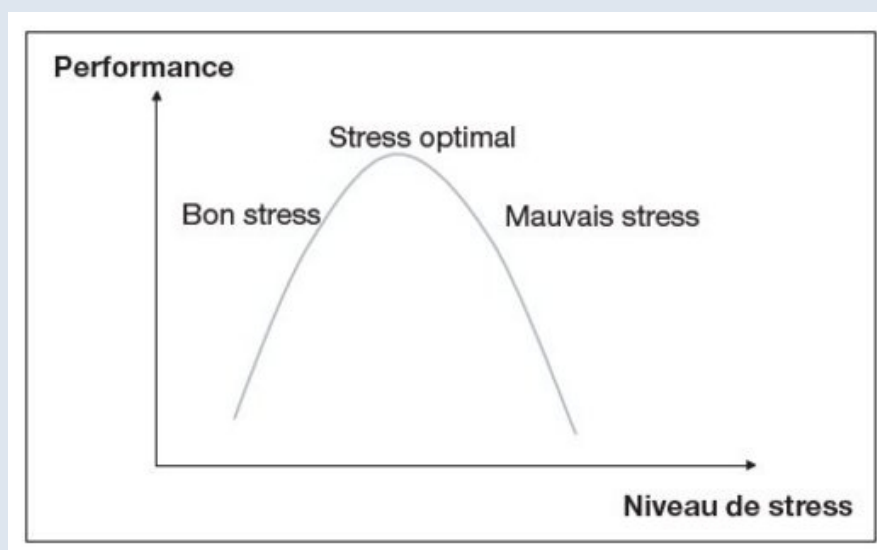 Performance
Stress optimal
Bon stress
Mauvais stress
Niveau de stress